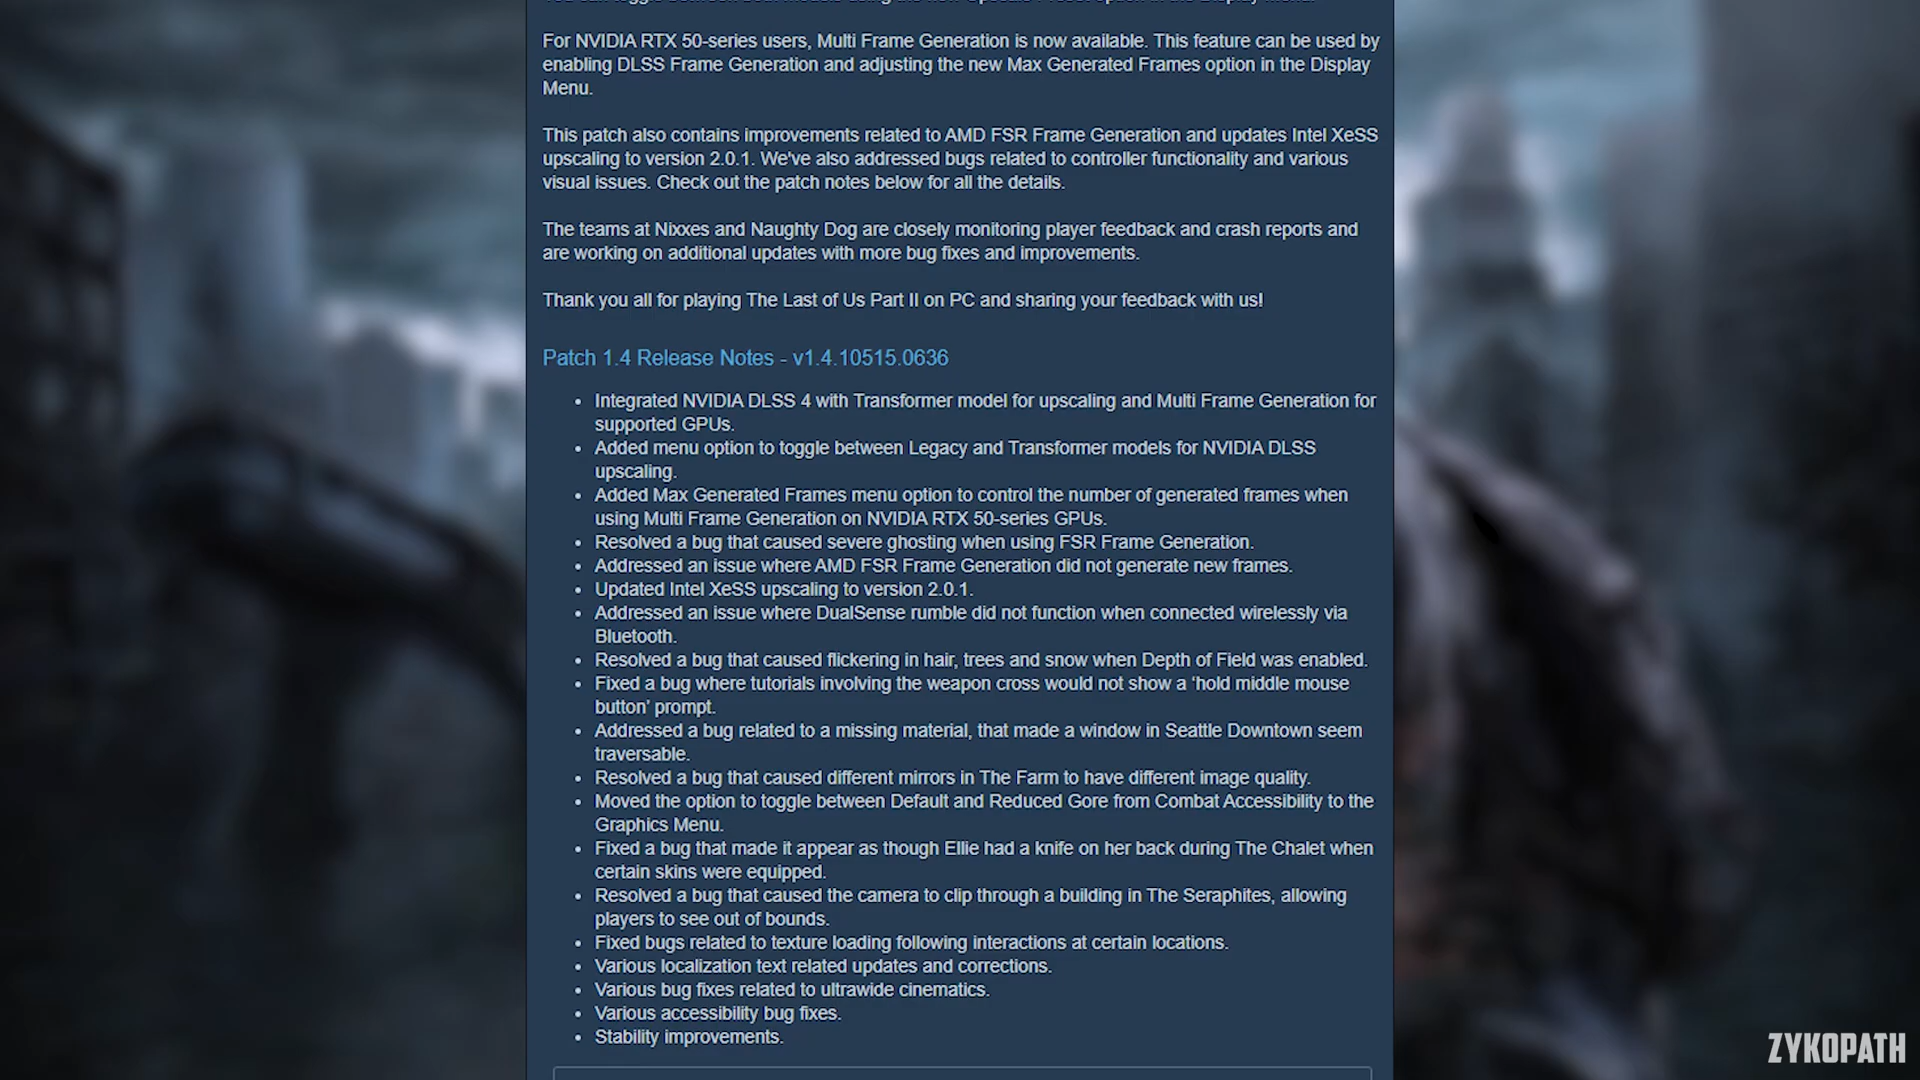 You can toggle between both models using the new Upscale Preset option in the Display Menu.
For NVIDIA RTX 50-series users, Multi Frame Generation is now available. This feature can be used by
enabling DLSS Frame Generation and adjusting the new Max Generated Frames option in the Display
Menu.
This patch also contains improvements related to AMD FSR Frame Generation and updates Intel XeSS
upscaling to version 2.0.1. We've also addressed bugs related to controller functionality and various
visual issues. Check out the patch notes below for all the details.
The teams at Nixxes and Naughty Dog are closely monitoring player feedback and crash reports and
are working on additional updates with more bug fixes and improvements.
Thank you all for playing The Last of Us Part II on PC and sharing your feedback with us!
Patch 1.4 Release Notes - v1.4.10515.0636
• Integrated NVIDIA DLSS 4 with Transformer model for upscaling and Multi Frame Generation for
supported GPUs.
• Added menu option to toggle between Legacy and Transformer models for NVIDIA DLSS
upscaling.
• Added Max Generated Frames menu option to control the number of generated frames when
using Multi Frame Generation on NVIDIA RTX 50-series GPUs.
• Resolved a bug that caused severe ghosting when using FSR Frame Generation.
• Addressed an issue where AMD FSR Frame Generation did not generate new frames.
• Updated Intel XeSS upscaling to version 2.0.1.
• Addressed an issue where DualSense rumble did not function when connected wirelessly via
Bluetooth.
• Resolved a bug that caused flickering in hair, trees and snow when Depth of Field was enabled.
• Fixed a bug where tutorials involving the weapon cross would not show a ‘hold middle mouse
button’ prompt.
• Addressed a bug related to a missing material, that made a window in Seattle Downtown seem
traversable.
• Resolved a bug that caused different mirrors in The Farm to have different image quality.
• Moved the option to toggle between Default and Reduced Gore from Combat Accessibility to the
Graphics Menu.
• Fixed a bug that made it appear as though Ellie had a knife on her back during The Chalet when
certain skins were equipped.
• Resolved a bug that caused the camera to clip through a building in The Seraphites, allowing
players to see out of bounds.
• Fixed bugs related to texture loading following interactions at certain locations.
• Various localization text related updates and corrections.
• Various bug fixes related to ultrawide cinematics.
• Various accessibility bug fixes.
• Stability improvements.
ZYKOPATH